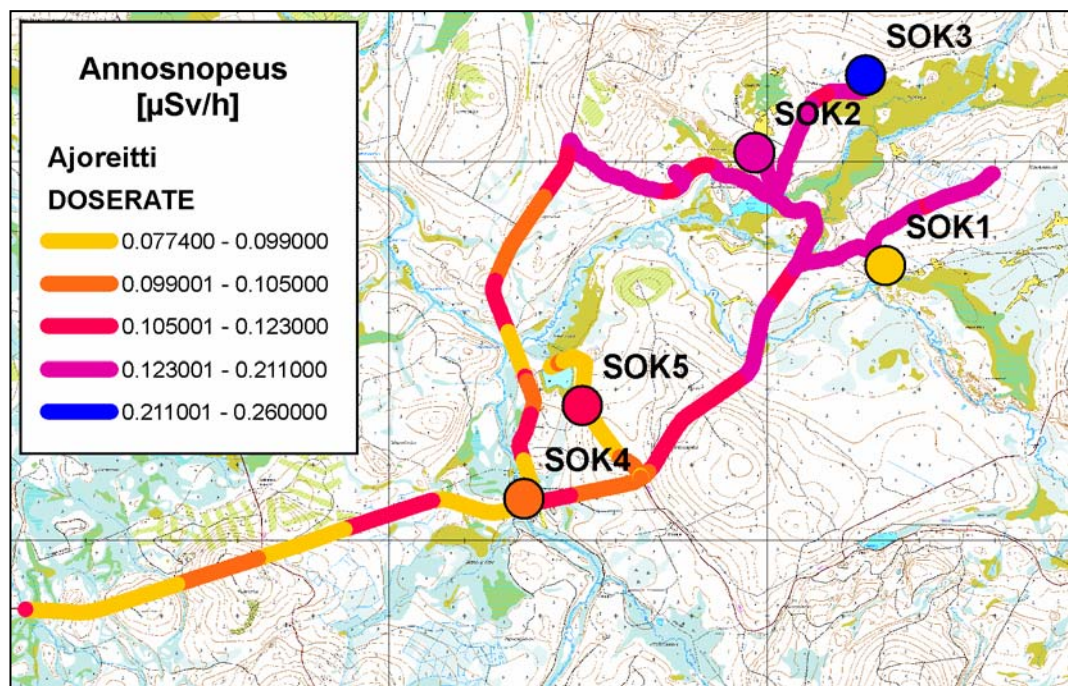 Annosnopeus
[µSv/h]
Ajoreitti
DOSERATE
0.077400 - 0.099000
0.099001 - 0.105000
0.105001 - 0.123000
0.123001 - 0.211000
0.211001 - 0.260000
SOK3
SOK2
SOK1
SOK5
SOK4